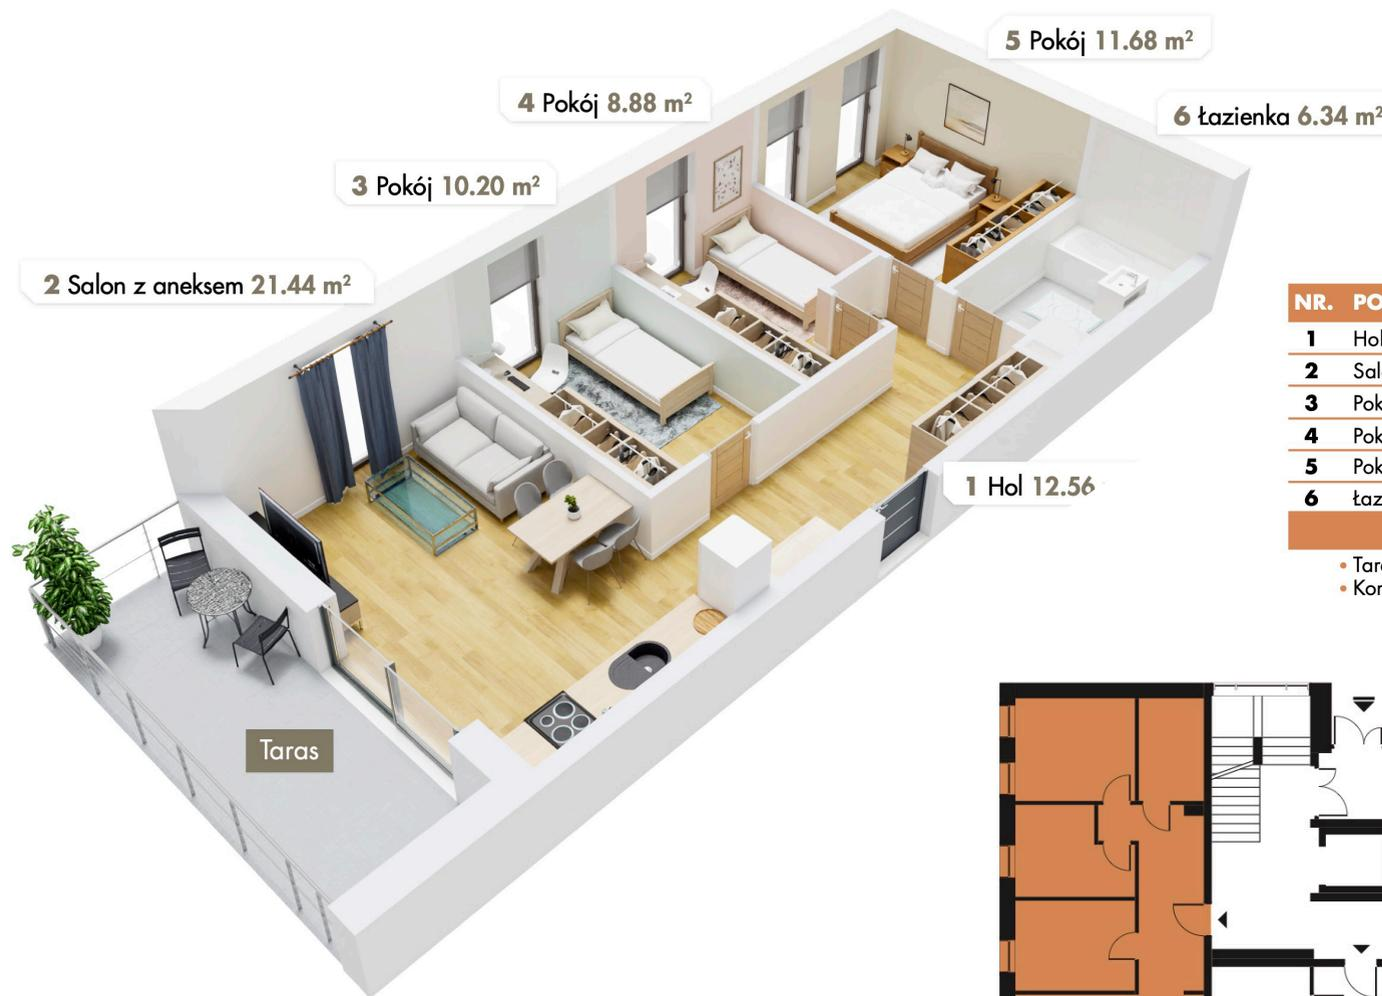 5 Pokój 11.68 m²
4 Pokój 8.88 m²
6 Łazienka 6.34 m²
3 Pokój 10.20 m²
2 Salon z aneksem 21.44 m²
1 Hol 12.56
Taras
NR.
1
2
3
4
5
6